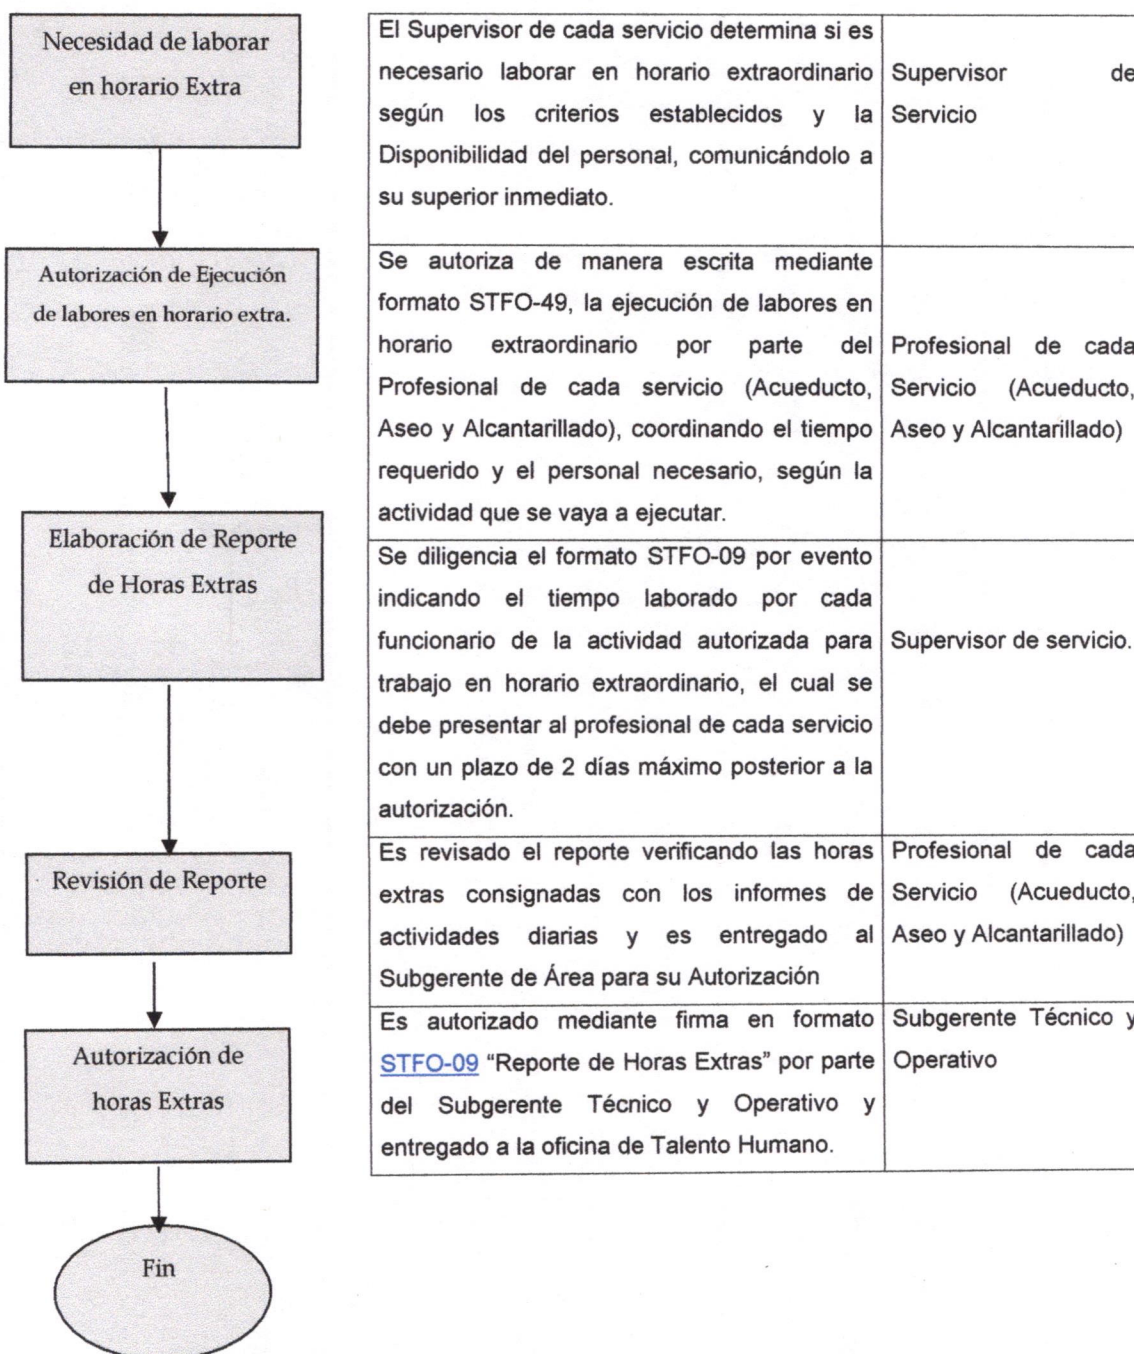 Necesidad de laborar
en horario Extra
El Supervisor de cada servicio determina si es
necesario laborar en horario extraordinario
según los criterios establecidos y la
Disponibilidad del personal, comunicándolo a
su superior inmediato.
Supervisor de
Servicio
Autorización de Ejecución
de labores en horario extra.
Se autoriza de manera escrita mediante
formato STFO-49, la ejecución de labores en
horario extraordinario por parte del
Profesional de cada servicio (Acueducto,
Aseo y Alcantarillado), coordinando el tiempo
requerido y el personal necesario, según la
actividad que se vaya a ejecutar.
Profesional de cada
Servicio (Acueducto,
Aseo y Alcantarillado)
Elaboración de Reporte
de Horas Extras
Se diligencia el formato STFO-09 por evento
indicando el tiempo laborado por cada
funcionario de la actividad autorizada para
trabajo en horario extraordinario, el cual se
debe presentar al profesional de cada servicio
con un plazo de 2 días máximo posterior a la
autorización.
Supervisor de servicio.
Revisión de Reporte
Es revisado el reporte verificando las horas
extras consignadas con los informes de
actividades diarias y es entregado al
Subgerente de Área para su Autorización
Profesional de cada
Servicio (Acueducto,
Aseo y Alcantarillado)
Autorización de
horas Extras
Es autorizado mediante firma en formato
STFO-09 “Reporte de Horas Extras” por parte
del Subgerente Técnico y Operativo y
entregado a la oficina de Talento Humano.
Subgerente Técnico y
Operativo
Fin